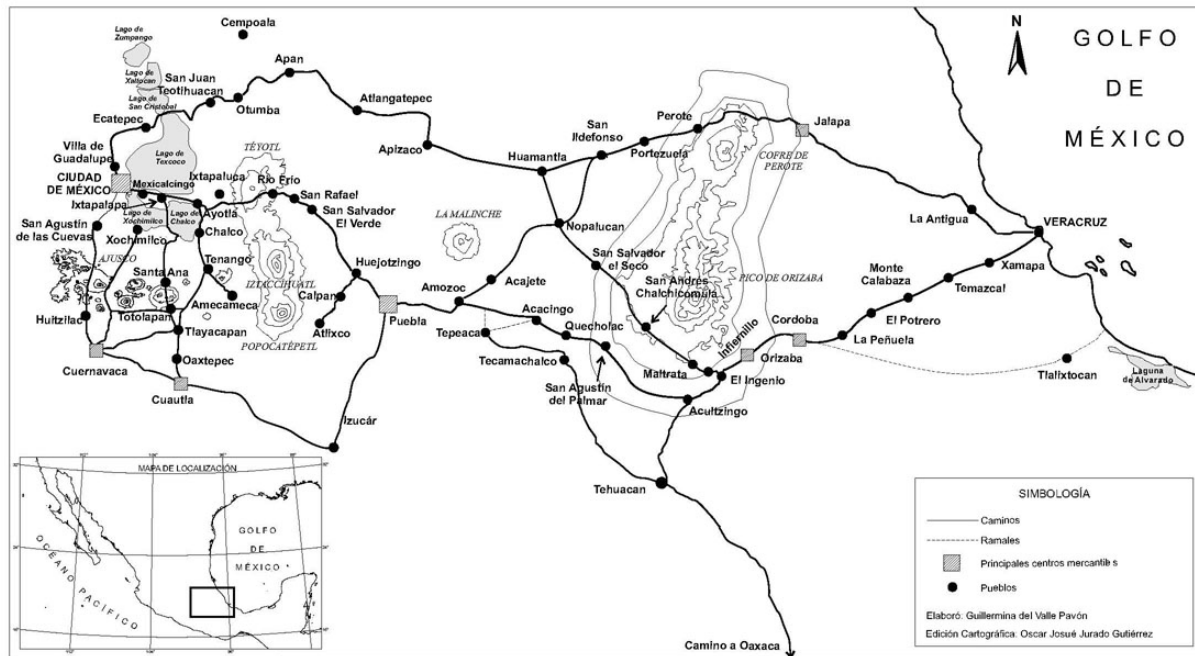 Lago de
Zumpango
Cempoala
N
GOLFO
DE
MÉXICO
Lago de
Xaltocan
San Juan
Teotihuacan
Apan
Lago de
San Cristobal
Otumba
Atlangatepec
Ecatepec
San
Ildefonso
Perote
Jalapa
Lago de
Texcoco
TÉYOTL
Apizaco
Huamantla
Portezuela
COFRE DE
PEROTE
Villa de
Guadalupe
CIUDAD
DE MÉXICO
Mexicalcingo
Ixtapaluca
Río Frío
San Rafael
Ixtapalapa
Ayotla
San Salvador
El Verde
LA MALINCHE
La Antigua
VERACRUZ
San Agustín
de las Cuevas
Lago de
Xochimilco
Lago de
Chalco
Xochimilco
Chalco
Nopalucan
AJUSCO
Tenango
Huejotzingo
Acajete
San Salvador
el Seco
San Andrés
Chalchicomula
PICO DE ORIZABA
Monte
Calabaza
Xamapa
Temazcal
Santa Ana
IZTACCIHUATL
Calpan
Amozoc
Acacingo
Amecameca
Puebla
Quecholac
El Potrero
Huitzilac
Totolapan
Atlixco
Tepeaca
Infiernillo
Cordoba
La Peñuela
Tlayacapan
POPOCATÉPETL
Tecamachalco
Maltrata
Orizaba
Oaxtepec
San Agustín
del Palmar
El Ingenio
Tlalixtocan
Laguna
de Alvarado
Cuernavaca
Cuautla
Acultzingo
Izucár
Tehuacan
Camino a Oaxaca
MAPA DE LOCALIZACIÓN
GOLFO
DE
MÉXICO
OCÉANO PACÍFICO
SIMBOLOGÍA
Caminos
Ramales
Principales centros mercantiles
Pueblos
Elaboró: Guillermina del Valle Pavón
Edición Cartográfica: Oscar Josué Jurado Gutiérrez